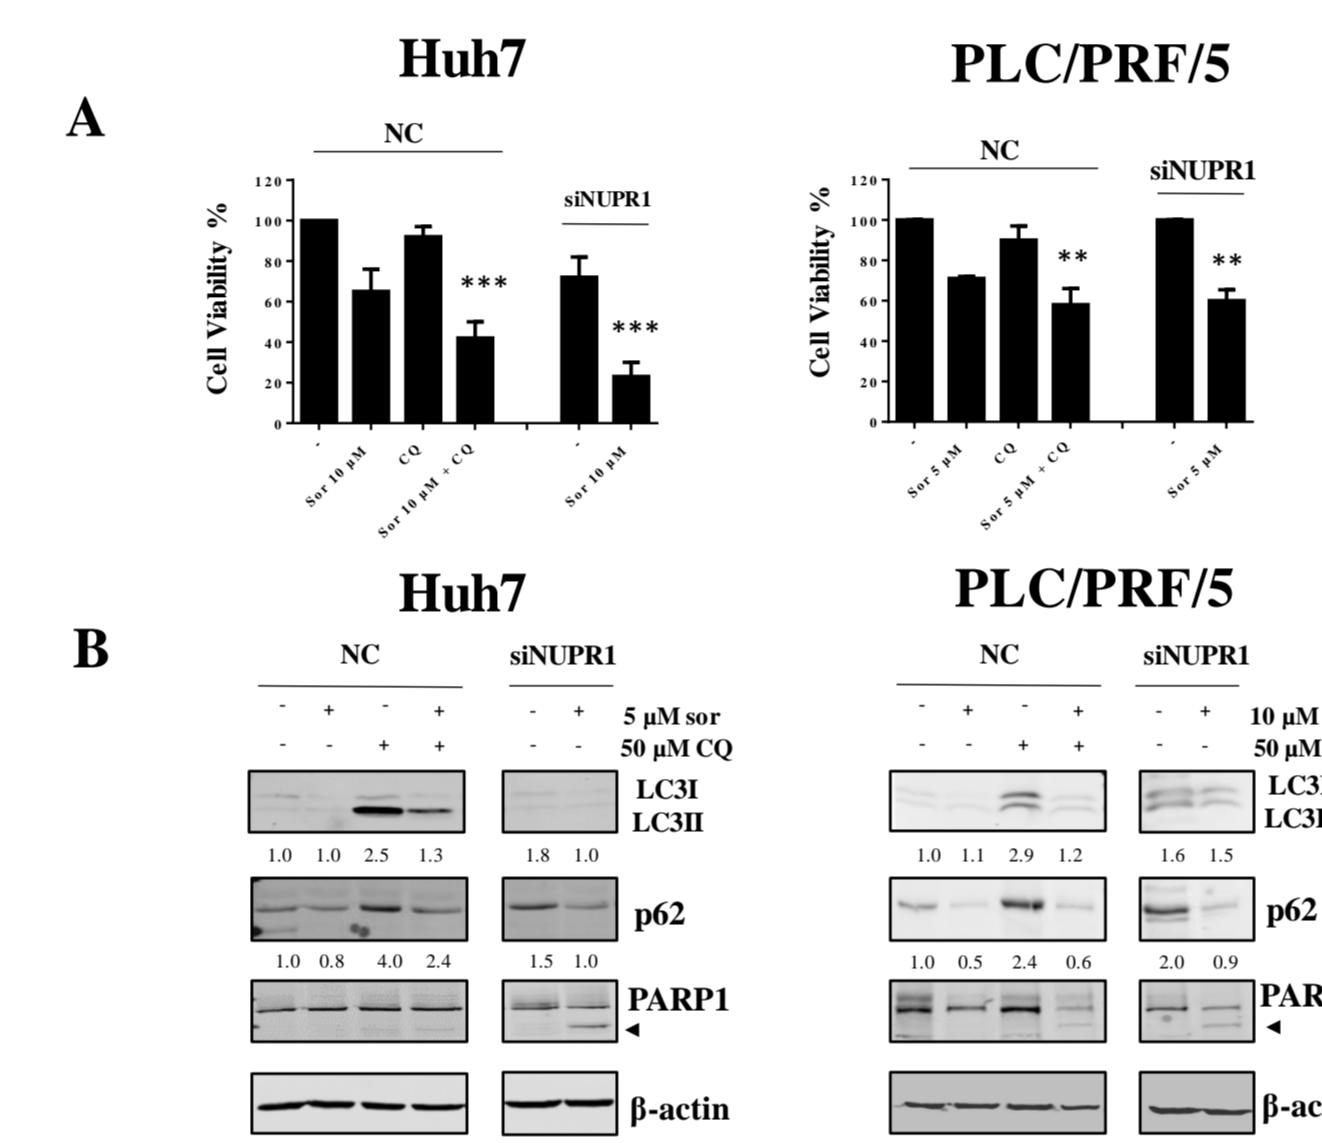 Huh7
PLC/PRF/5
A
NC
siNUPR1
Cell Viability %
120
100
80
60
40
20
0
***
***
-
Sor 10 µM
CQ
Sor 10 µM + CQ
-
Sor 10 µM
NC
siNUPR1
Cell Viability %
120
100
80
60
40
20
0
**
**
-
Sor 5 µM
CQ
Sor 5 µM + CQ
-
Sor 5 µM
Huh7
PLC/PRF/5
B
NC siNUPR1
- + - + - + 5 µM sor
- - + + - - 50 µM CQ
LC3I
LC3II
1.0 1.0 2.5 1.3 1.8 1.0
p62
1.0 0.8 4.0 2.4 1.5 1.0
PARP1
◄
β-actin
NC siNUPR1
- + - + - + 10 µM
- - + + - - 50 µM
LC3I
LC3I
1.0 1.1 2.9 1.2 1.6 1.5
p62
1.0 0.5 2.4 0.6 2.0 0.9
PAR
◄
β-ac